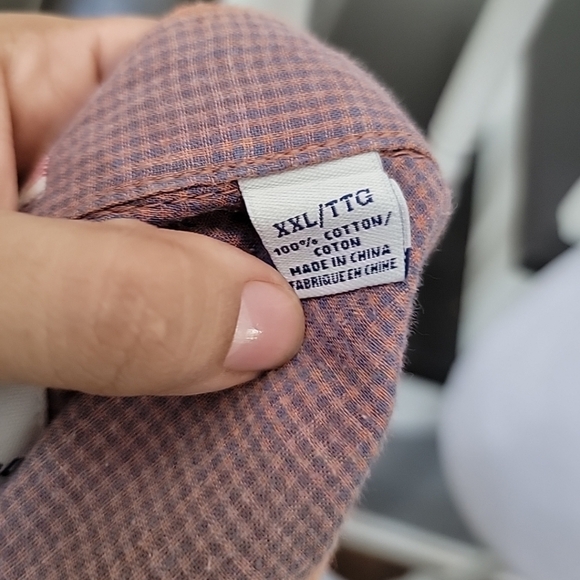 XXL/TTG
100% COTTON/
COTON
MADE IN CHINA
FABRIQUE EN CHINE